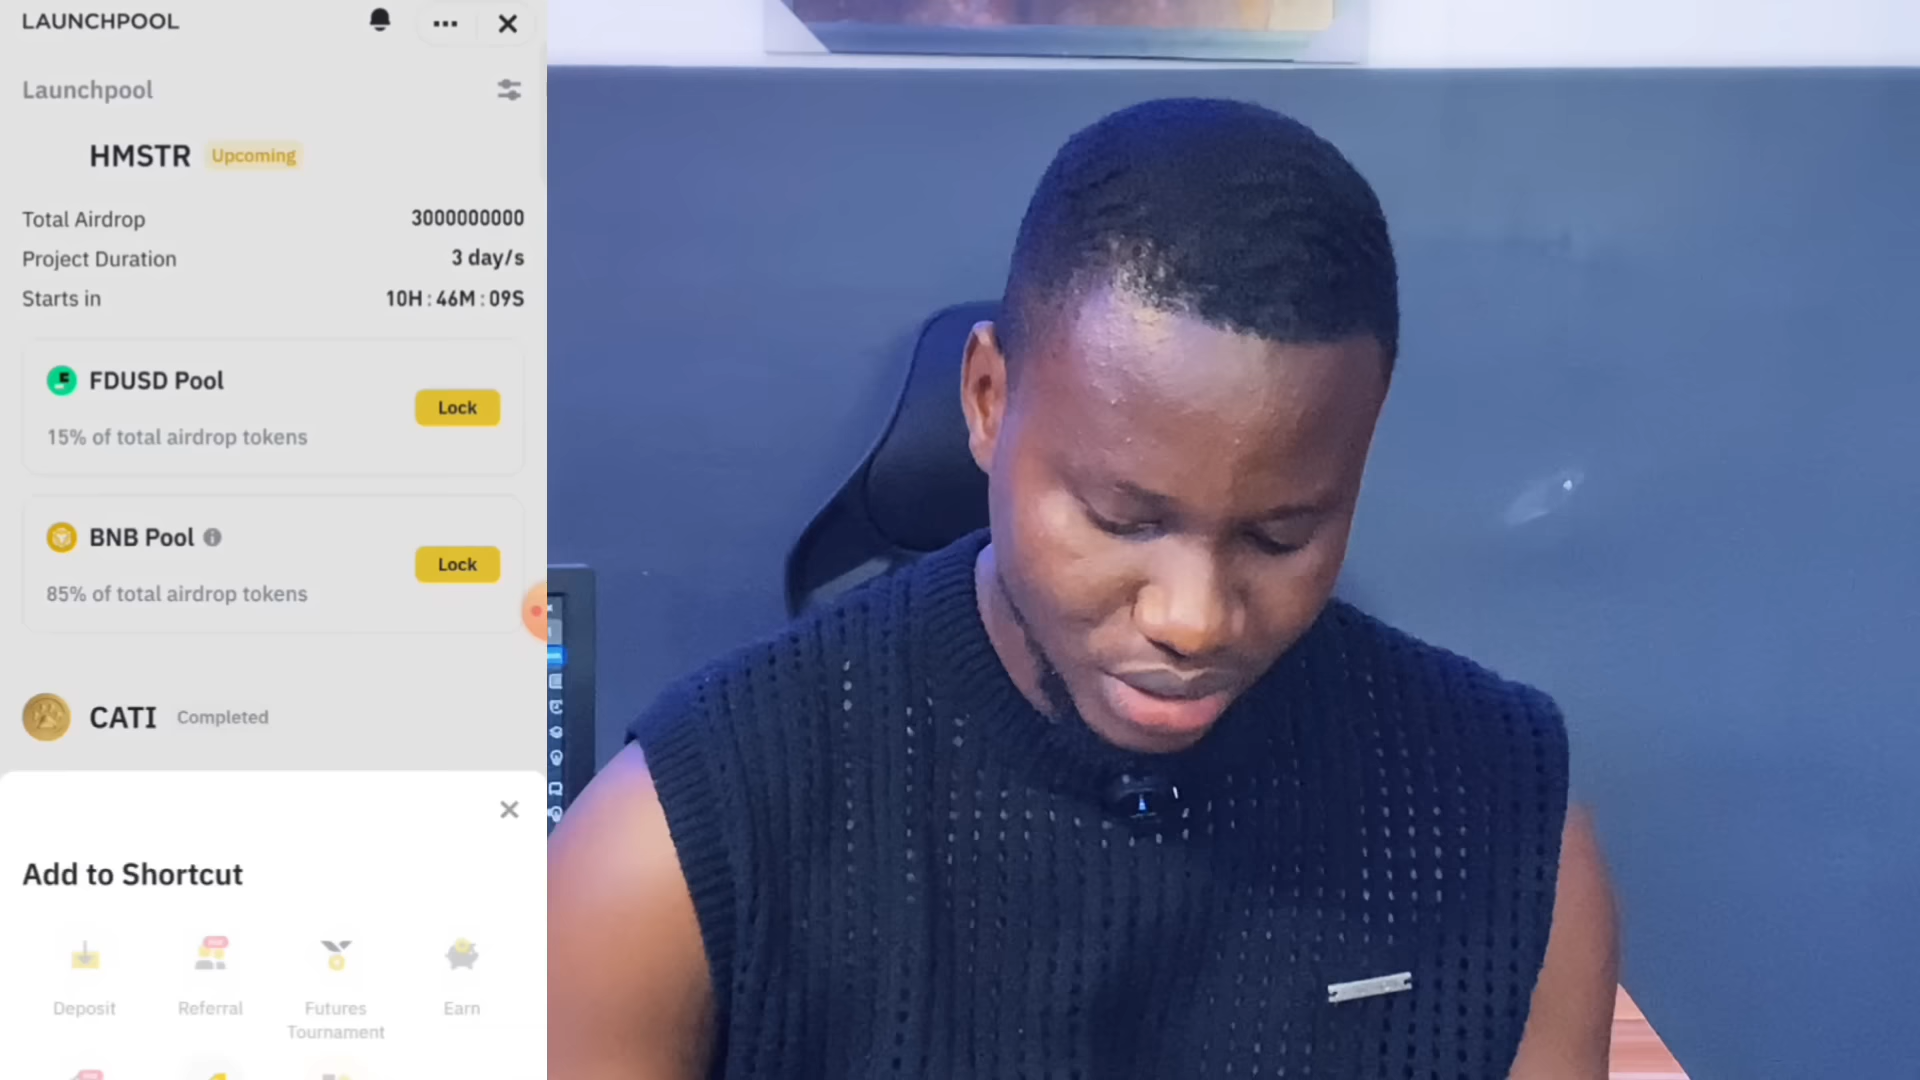 LAUNCHPOOL
Launchpool
HMSTR Upcoming
Total Airdrop 3000000000
Project Duration 3 day/s
Starts in 10H : 46M : 09S
FDUSD Pool
Lock
15% of total airdrop tokens
BNB Pool
Lock
85% of total airdrop tokens
CATI Completed
Add to Shortcut
Deposit Referral Futures Tournament Earn